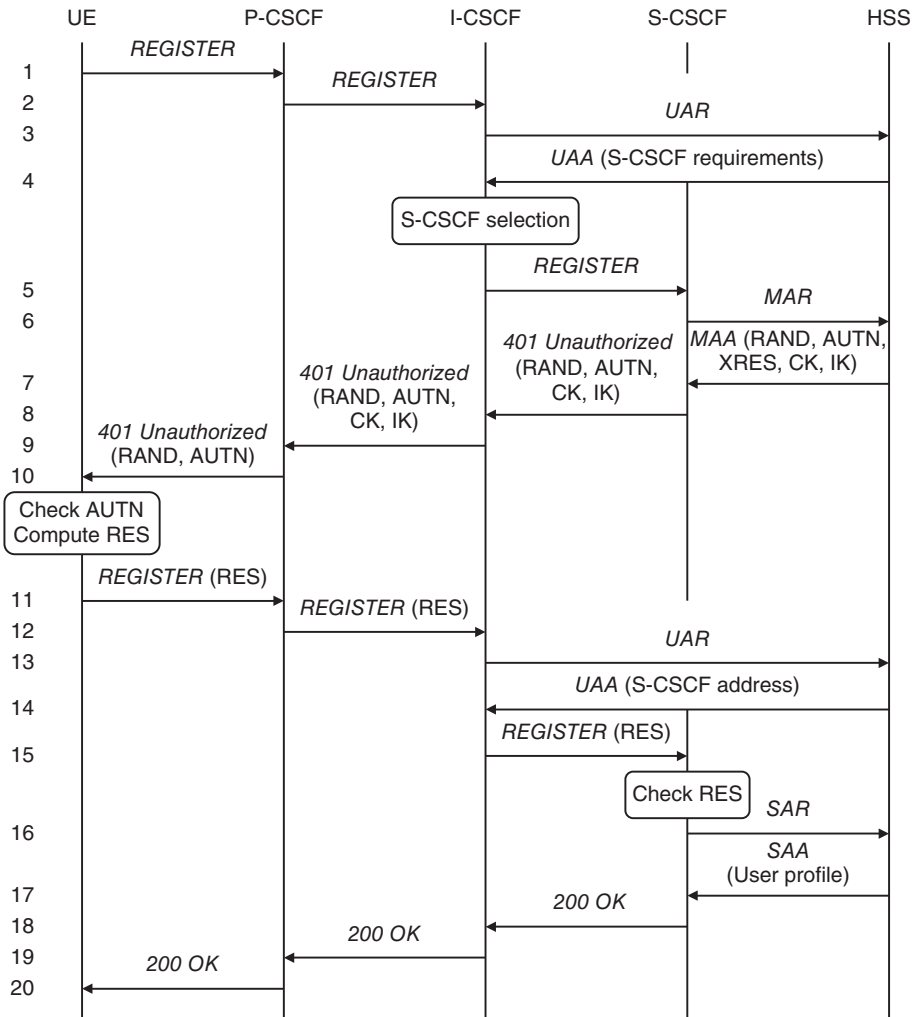 UE P-CSCF I-CSCF S-CSCF HSS
REGISTER
1
REGISTER
2
UAR
3
UAA (S-CSCF requirements)
4
S-CSCF selection
REGISTER
5
MAR
6
MAA (RAND, AUTN,
XRES, CK, IK)
7
401 Unauthorized
(RAND, AUTN,
CK, IK)
8
401 Unauthorized
(RAND, AUTN,
CK, IK)
9
401 Unauthorized
(RAND, AUTN)
10
Check AUTN
Compute RES
REGISTER (RES)
11
REGISTER (RES)
12
UAR
13
UAA (S-CSCF address)
14
REGISTER (RES)
15
Check RES
SAR
16
SAA
(User profile)
17
200 OK
18
200 OK
19
200 OK
20